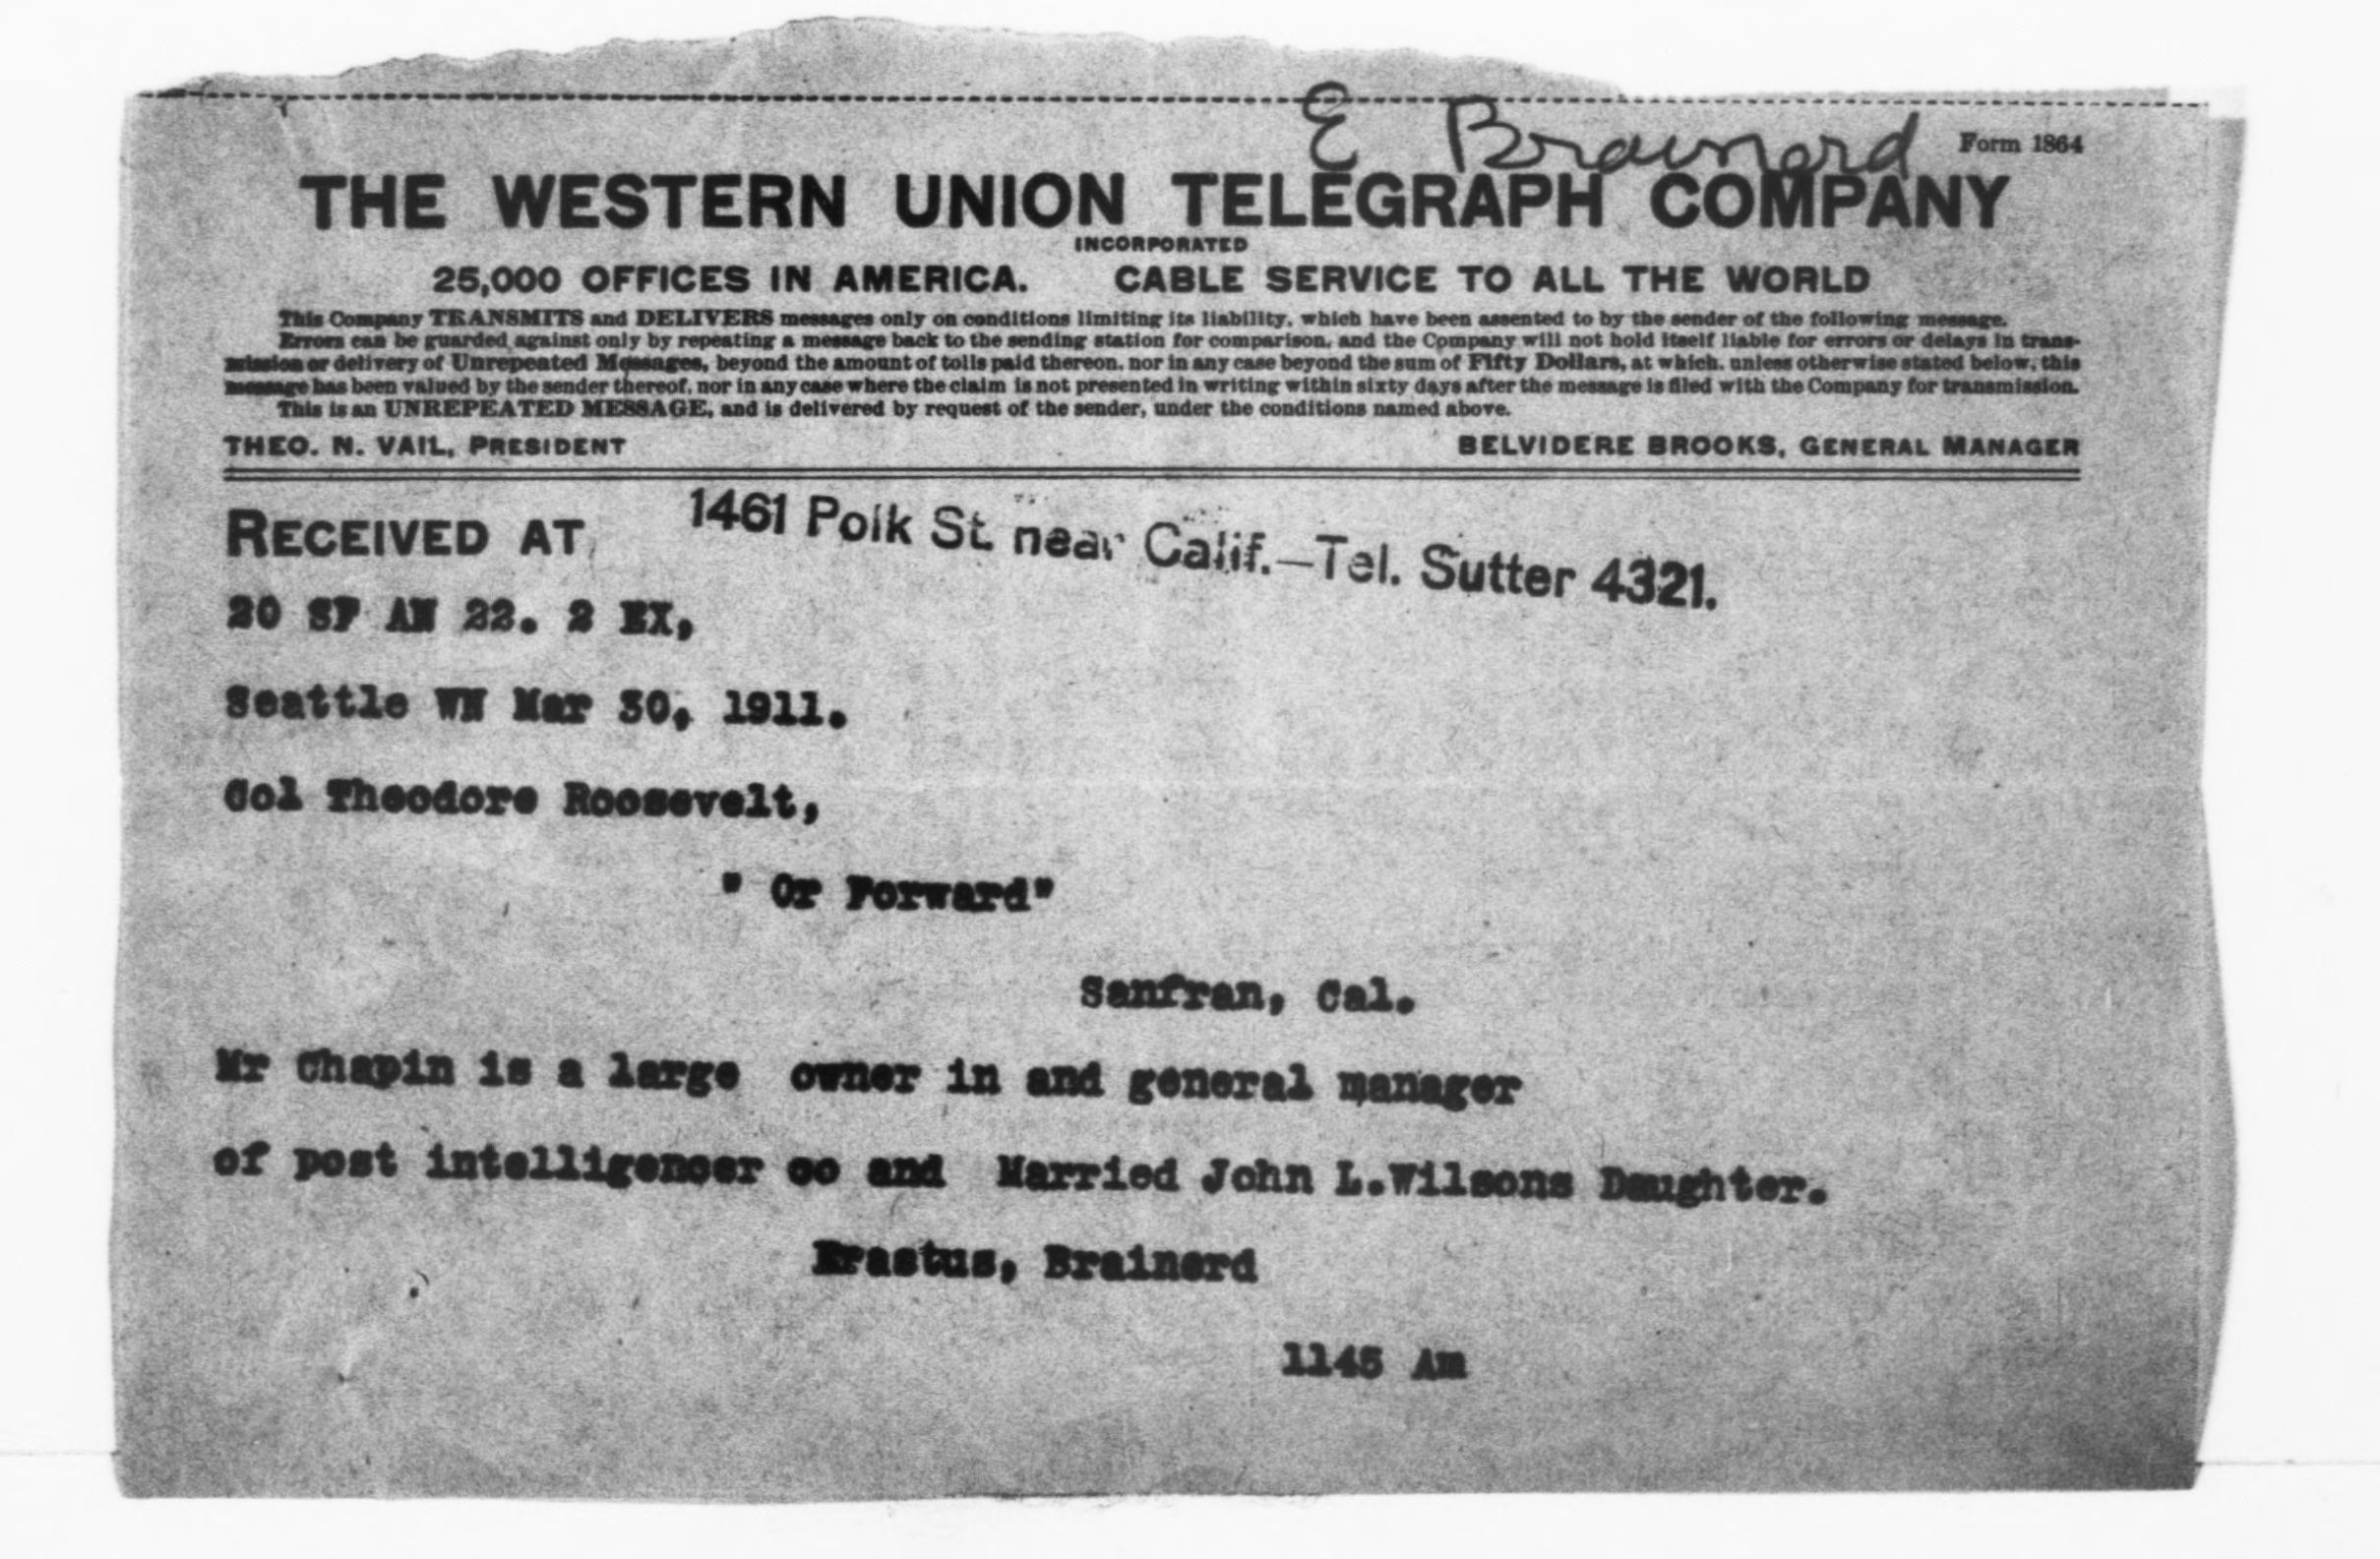 E Brainerd
Form 1864
THE WESTERN UNION TELEGRAPH COMPANY
INCORPORATED
25,000 OFFICES IN AMERICA. CABLE SERVICE TO ALL THE WORLD
This Company TRANSMITS and DELIVERS messages only on conditions limiting its liability, which have been assented to by the sender of the following message.
Errors can be guarded against only by repeating a message back to the sending station for comparison, and the Company will not hold itself liable for errors or delays in trans-
mission or delivery of Unrepeated Messages, beyond the amount of tolls paid thereon, nor in any case beyond the sum of Fifty Dollars, at which, unless otherwise stated below, this
message has been valued by the sender thereof, nor in any case where the claim is not presented in writing within sixty days after the message is filed with the Company for transmission.
This is an UNREPEATED MESSAGE, and is delivered by request of the sender, under the conditions named above.
THEO. N. VAIL, PRESIDENT BELVIDERE BROOKS, GENERAL MANAGER
RECEIVED AT 1461 Polk St. near Calif.—Tel. Sutter 4321.
20 SF AN 22. 2 EX,
Seattle WN Mar 30, 1911.
Col Theodore Roosevelt,
" Or Forward"
Sanfran, Cal.
Mr Chapin is a large owner in and general manager
of post intelligencer co and Married John L.Wilsons Daughter.
Erastus, Brainerd
1145 Am